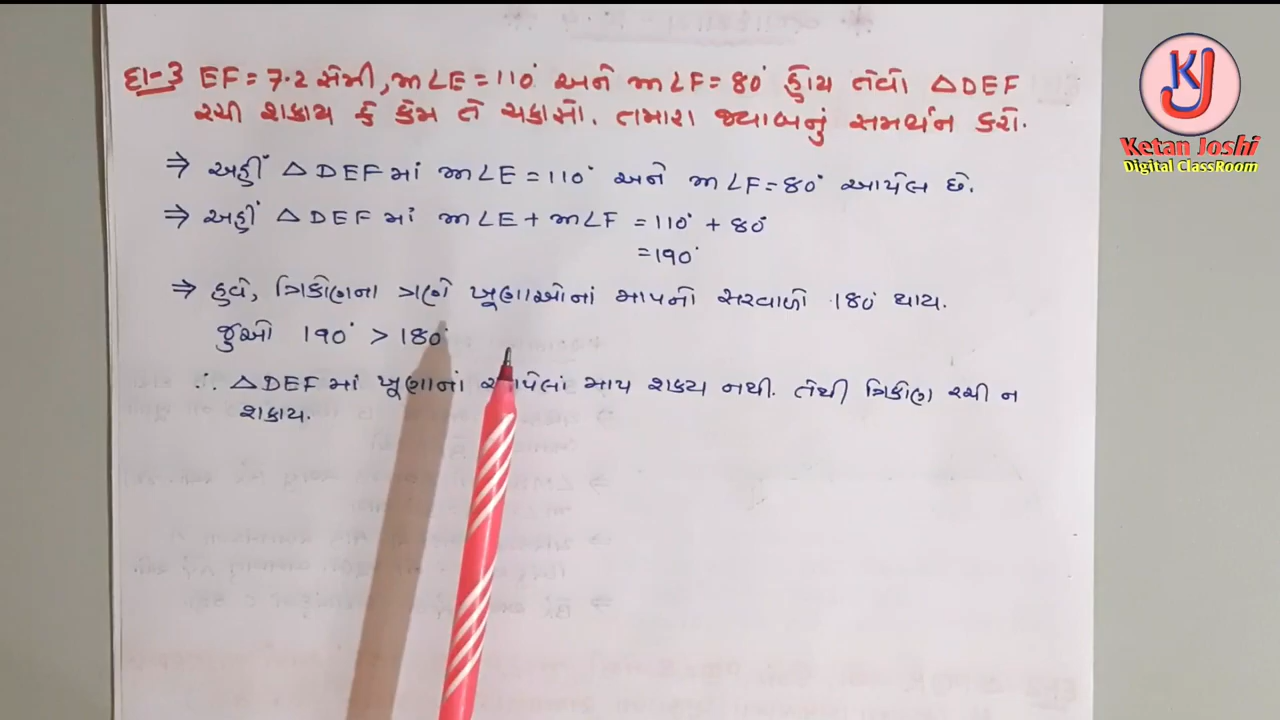 દા-૩ EF = 7.2 સેમી, m∠E = 110° અને m∠F = 80° હોય તેવો △DEF
રચી શકાય કે કેમ તે ચકાસો. તમારા જવાબનું સમર્થન કરો.
⇒ અહીં △DEF માં m∠E = 110° અને m∠F = 80° આપેલ છે.
⇒ અહીં △DEF માં m∠E + m∠F = 110° + 80°
= 190°
⇒ હવે, ત્રિકોણના ત્રણે ખૂણાઓનાં માપનો સરવાળો 180° થાય.
જુઓ 190° > 180°
∴ △DEF માં ખૂણાનાં આપેલાં માપ શક્ય નથી. તેથી ત્રિકોણ રચી ન
શકાય.
KJ
Ketan Joshi
Digital ClassRoom